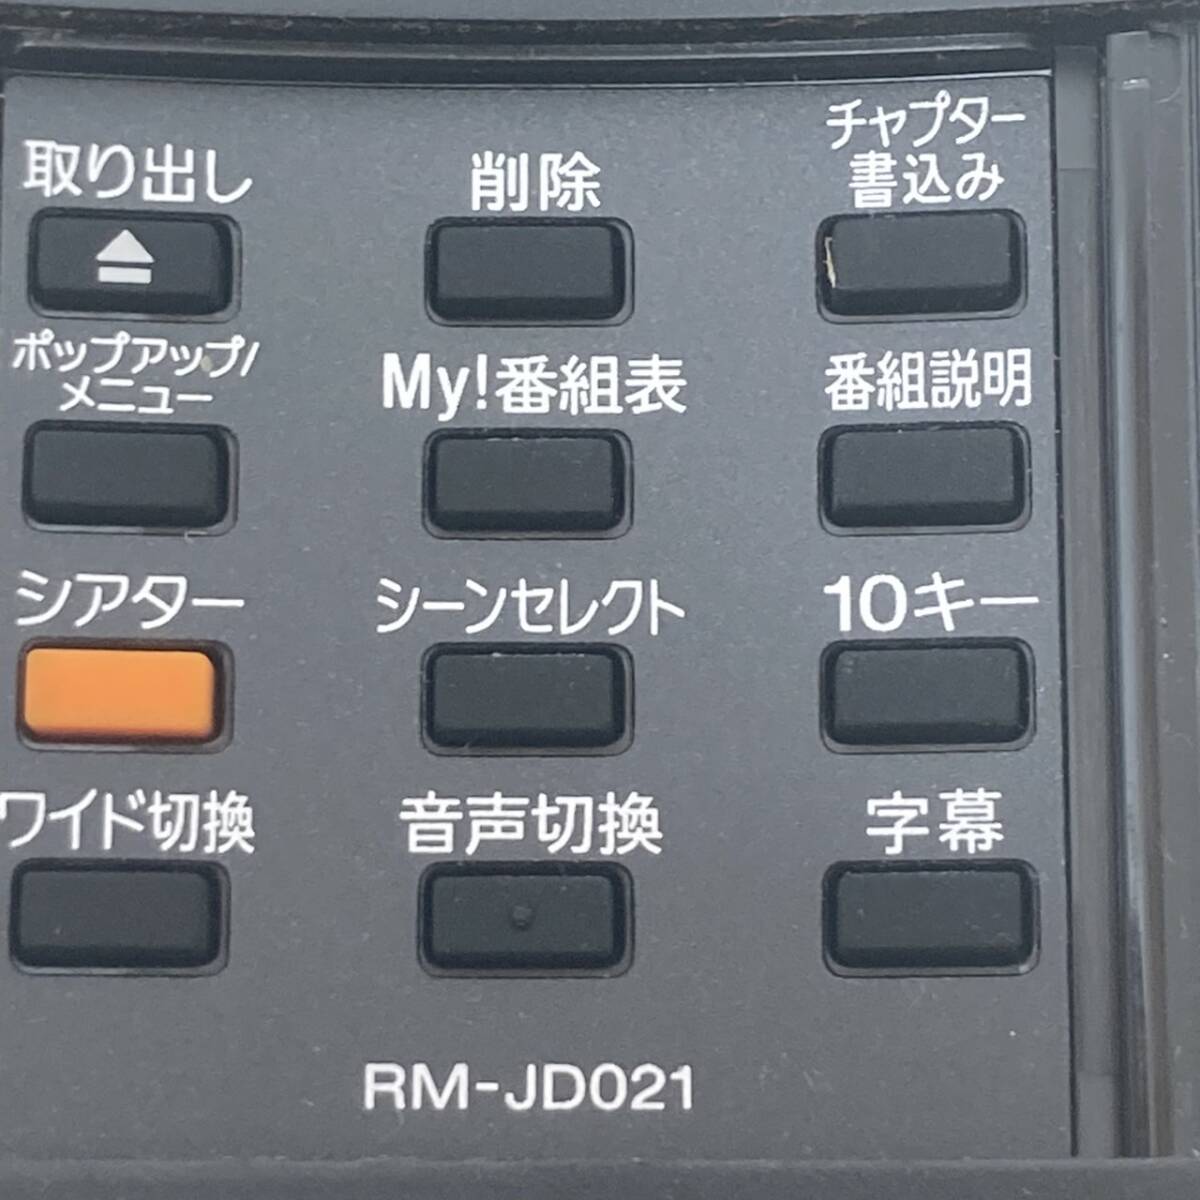 取り出し
削除
チャプター
書込み
ポップアップ/
メニュー
My!番組表
番組説明
シアター
シーンセレクト
10キー
ワイド切換
音声切換
字幕
RM-JD021